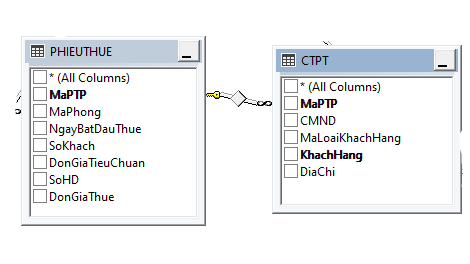 PHIEUTHUE
* (All Columns)
MaPTP
MaPhong
NgayBatDauThue
SoKhach
DonGiaTieuChuan
SoHD
DonGiaThue
CTPT
* (All Columns)
MaPTP
CMND
MaLoaiKhachHang
KhachHang
DiaChi